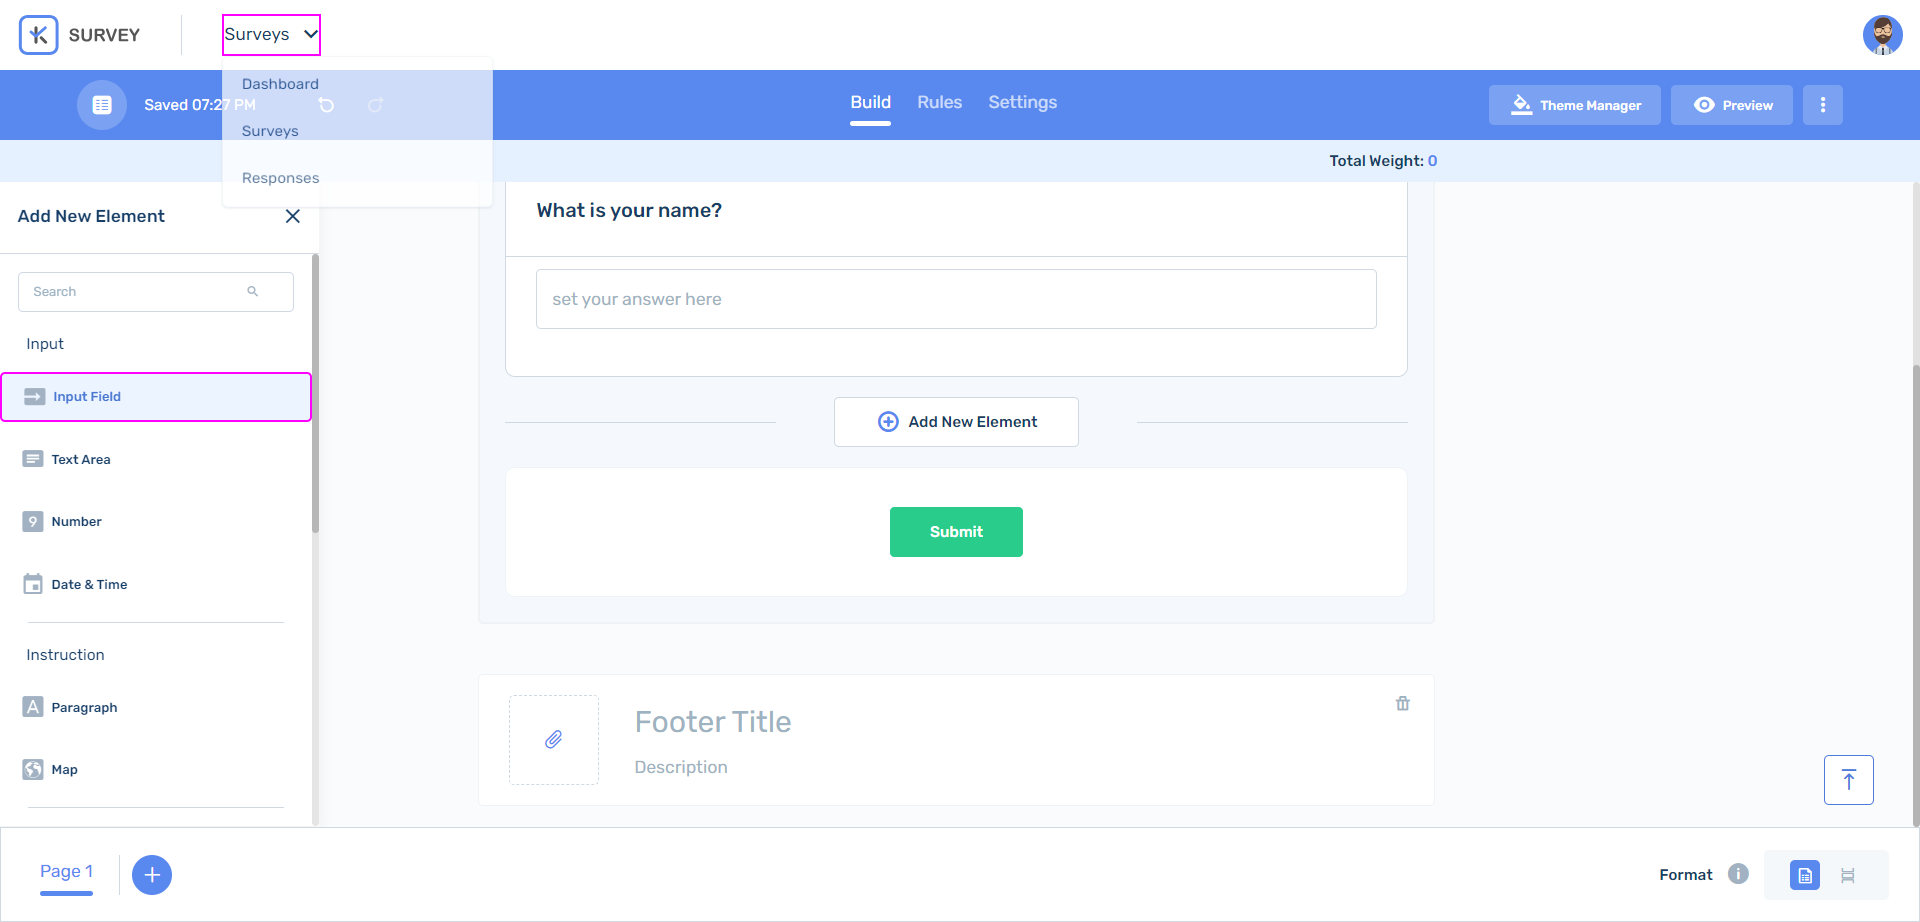 SURVEY
Surveys
Dashboard
Surveys
Responses
Saved 07:27 PM
Build
Rules
Settings
Theme Manager
Preview
Total Weight: 0
Add New Element
Search
Input
Input Field
Text Area
9
Number
Date & Time
Instruction
A
Paragraph
Map
What is your name?
set your answer here
Add New Element
Submit
Footer Title
Description
Page 1
Format
i